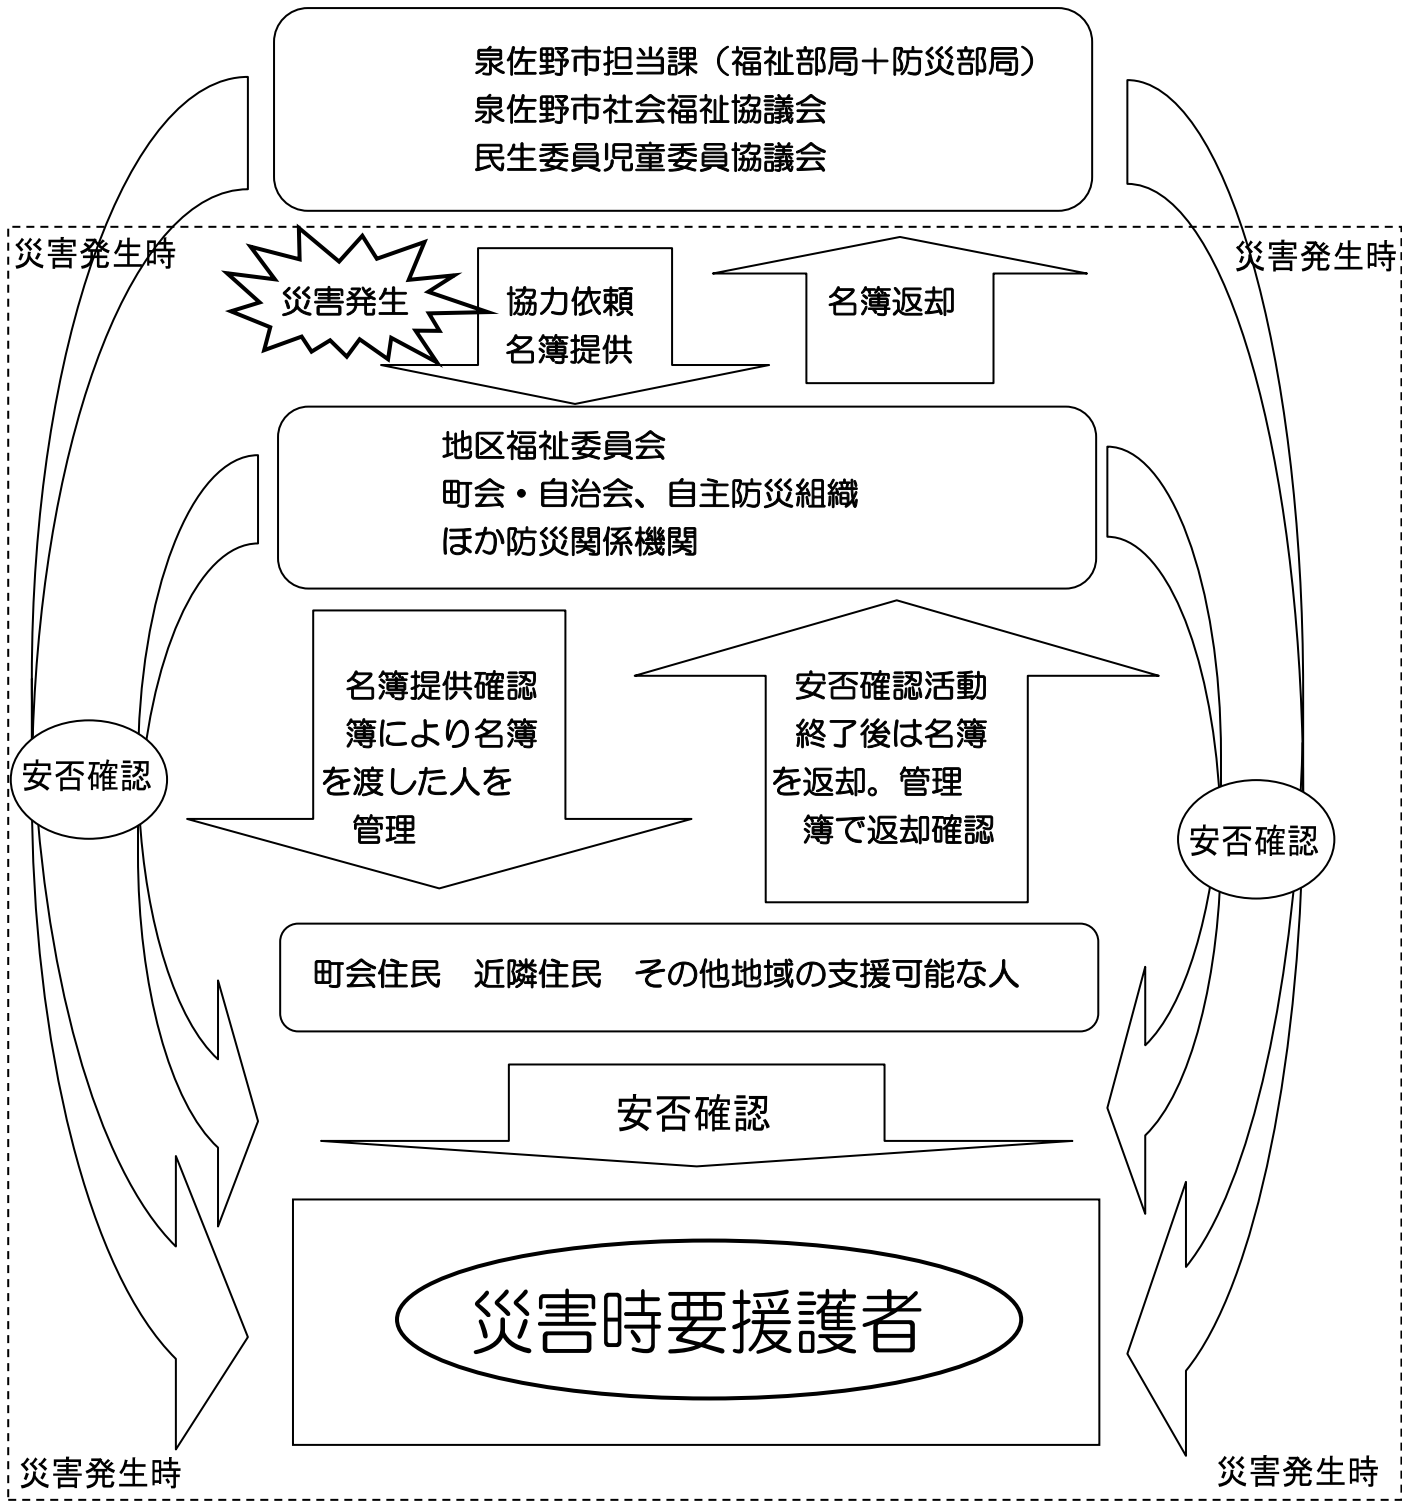 泉佐野市担当課（福祉部局＋防災部局）
泉佐野市社会福祉協議会
民生委員児童委員協議会
災害発生時
災害発生時
災害発生
協力依頼
名簿提供
名簿返却
地区福祉委員会
町会・自治会、自主防災組織
ほか防災関係機関
名簿提供確認
簿により名簿
を渡した人を
管理
安否確認活動
終了後は名簿
を返却。管理
簿で返却確認
安否確認
安否確認
町会住民　近隣住民　その他地域の支援可能な人
安否確認
災害時要援護者
災害発生時
災害発生時